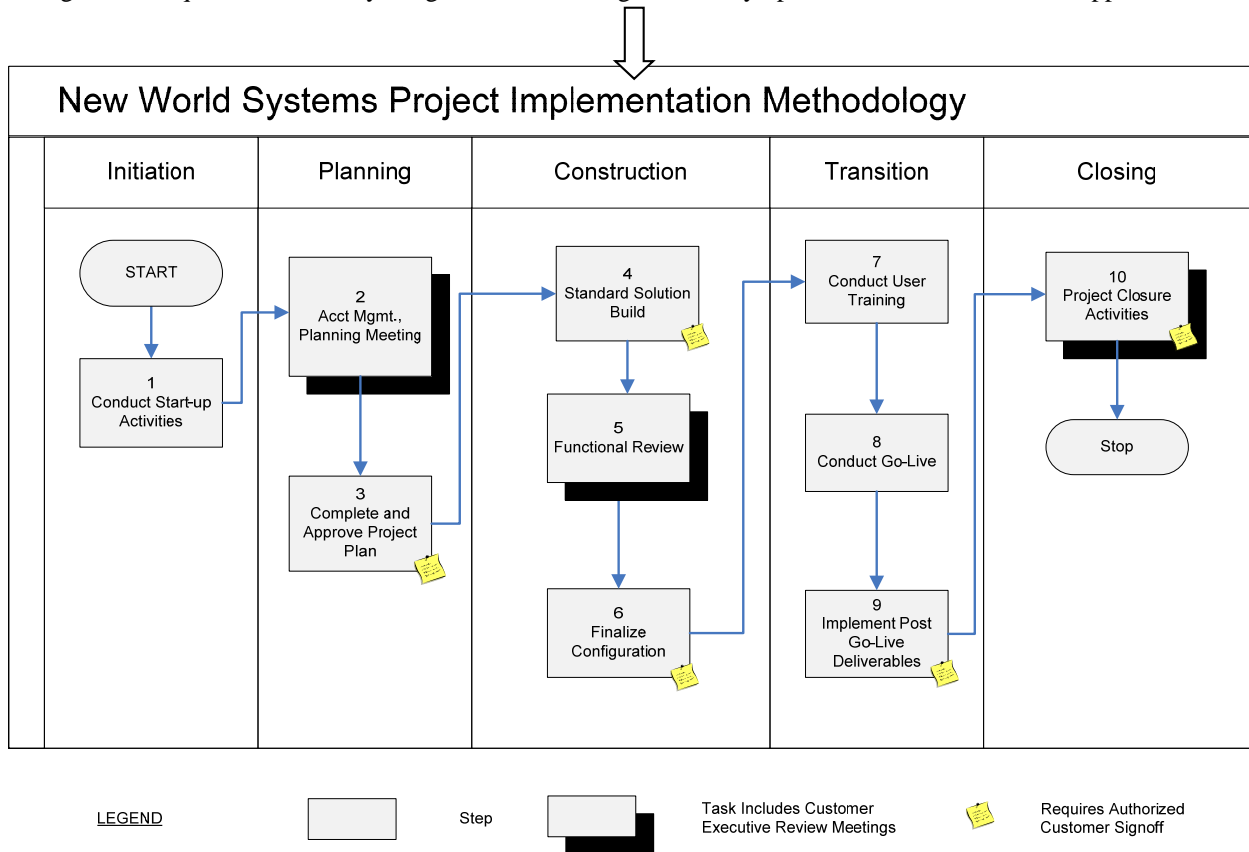 New World Systems Project Implementation Methodology
Initiation
Planning
Construction
Transition
Closing
START
1
Conduct Start-up
Activities
2
Acct Mgmt.,
Planning Meeting
3
Complete and
Approve Project
Plan
4
Standard Solution
Build
5
Functional Review
6
Finalize
Configuration
7
Conduct User
Training
8
Conduct Go-Live
9
Implement Post
Go-Live
Deliverables
10
Project Closure
Activities
Stop
LEGEND
Step
Task Includes Customer
Executive Review Meetings
Requires Authorized
Customer Signoff